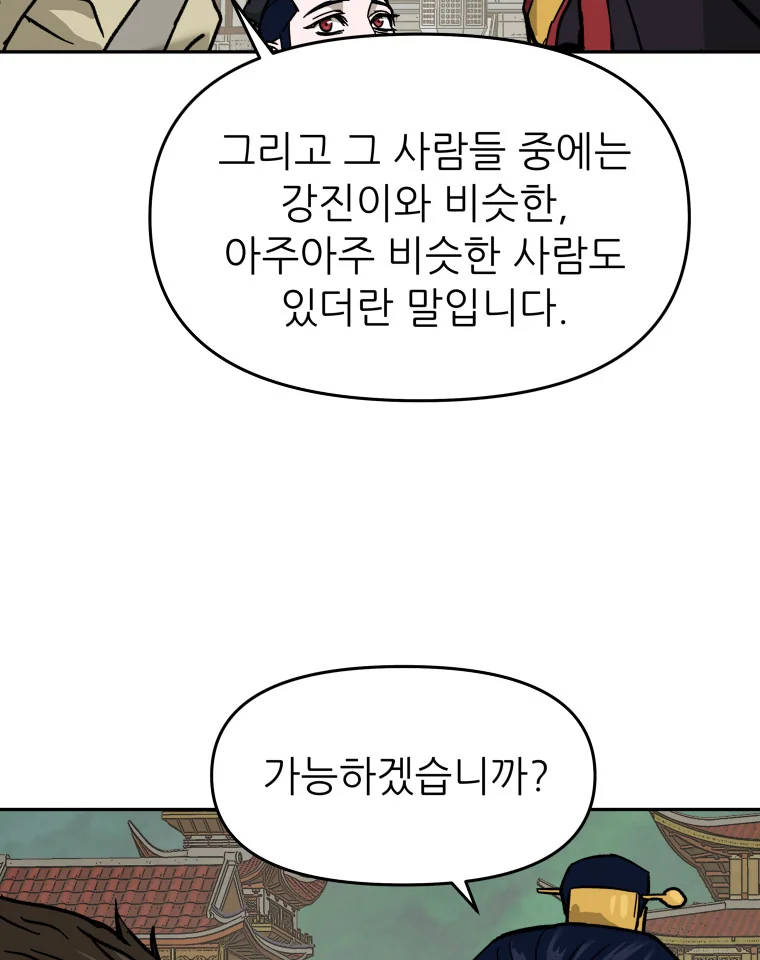 그리고 그 사람들 중에는
강진이와 비슷한,
아주아주 비슷한 사람도
있더란 말입니다.
가능하겠습니까?